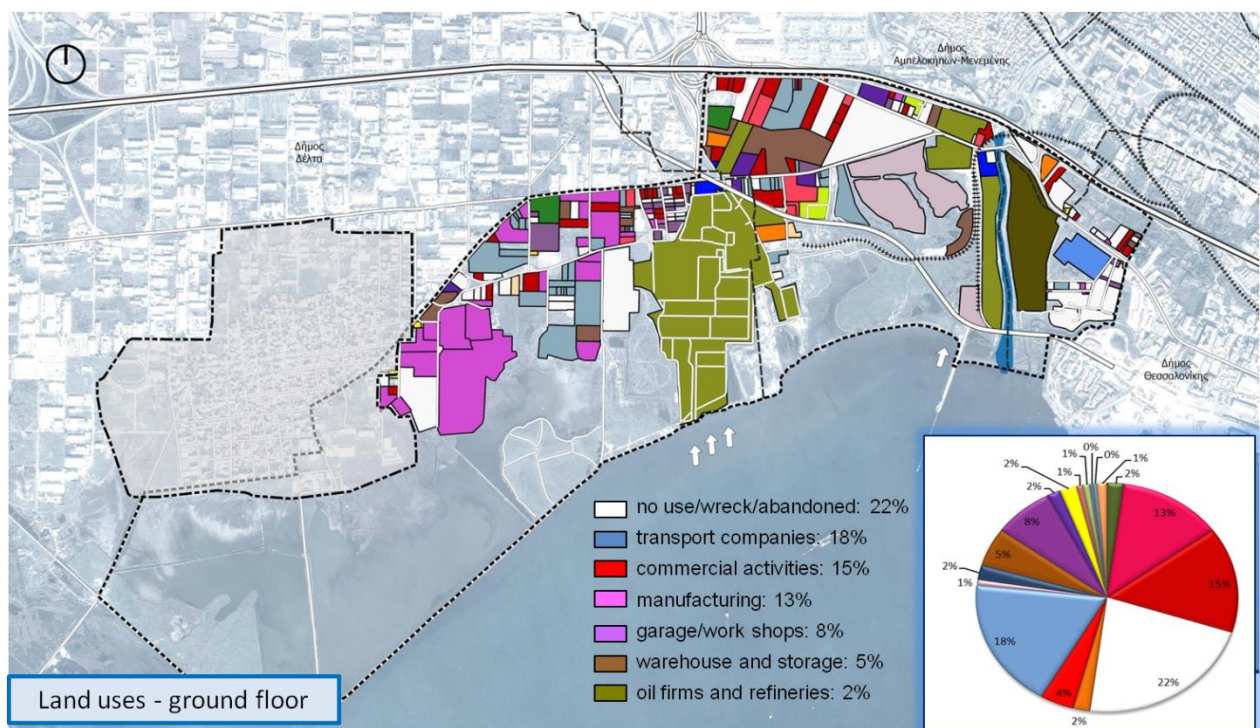 Δήμος
Αμπελοκήπων-Μενεμένης
Δήμος
Δέλτα
Δήμος
Θεσσαλονίκης
no use/wreck/abandoned: 22%
transport companies: 18%
commercial activities: 15%
manufacturing: 13%
garage/work shops: 8%
warehouse and storage: 5%
oil firms and refineries: 2%
Land uses - ground floor
0%
1%
0%
2%
1%
1%
2%
2%
8%
13%
5%
15%
2%
1%
18%
22%
4%
2%